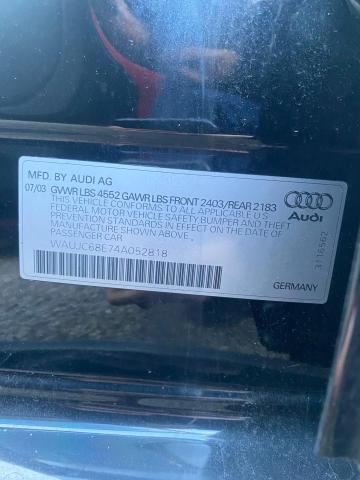 MFD. BY AUDI AG
07/03 GVWR LBS 4552 GAWR LBS FRONT 2403/REAR 2183
THIS VEHICLE CONFORMS TO ALL APPLICABLE U.S
FEDERAL MOTOR VEHICLE SAFETY, BUMPER AND THEFT
PREVENTION STANDARDS IN EFFECT ON THE DATE OF
MANUFACTURE SHOWN ABOVE.
PASSENGER CAR
WAUJC68E74A052818
Audi
3116562
GERMANY